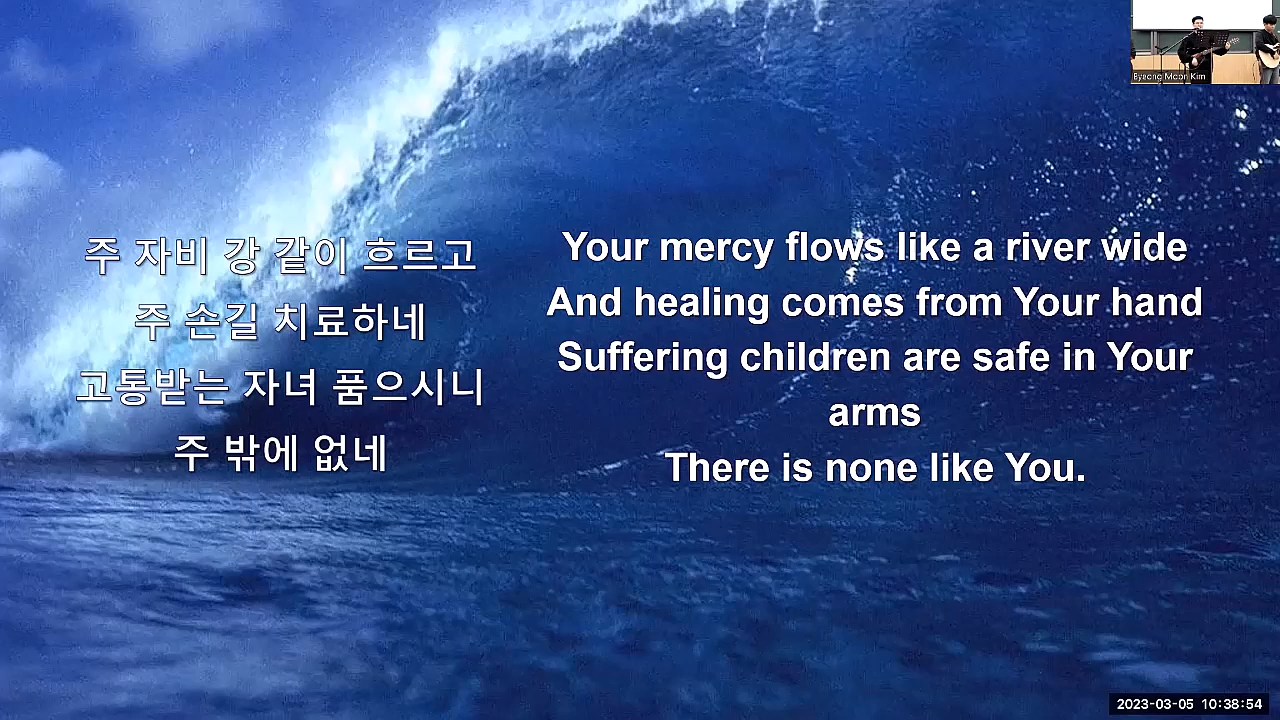 Byeong Moon Kim
주 자비 강 같이 흐르고
주 손길 치료하네
고통받는 자녀 품으시니
주 밖에 없네
Your mercy flows like a river wide
And healing comes from Your hand
Suffering children are safe in Your
arms
There is none like You.
2023-03-05 10:38:54